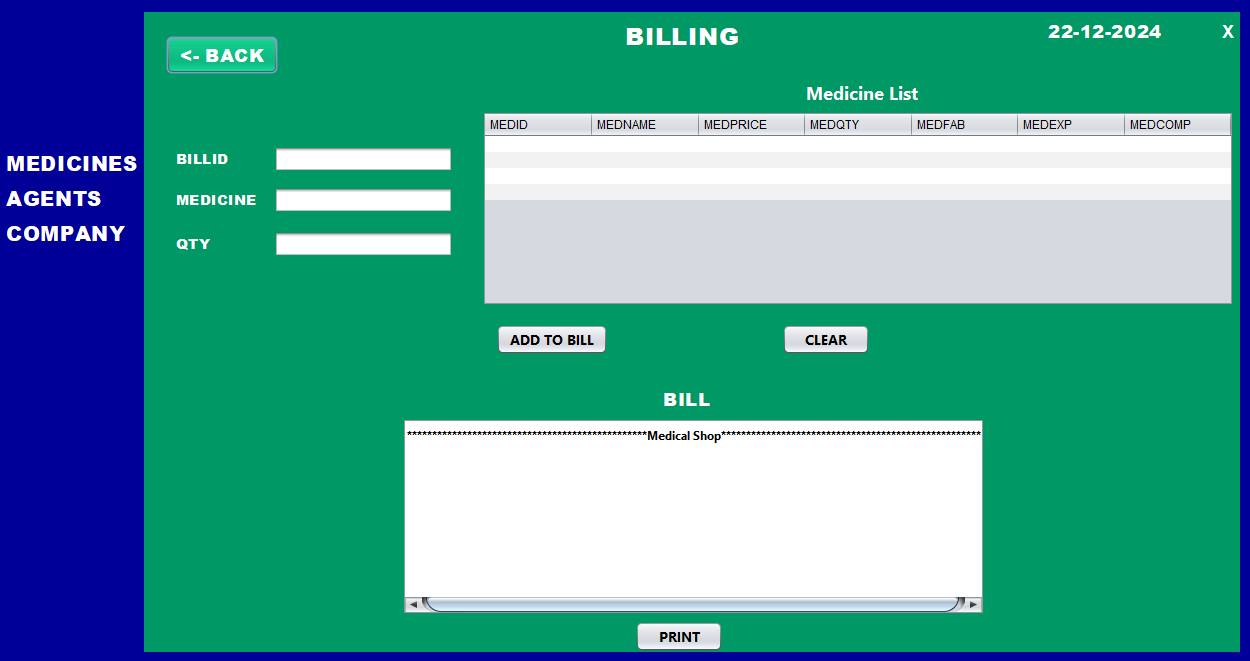 BILLING
22-12-2024
X
<- BACK
Medicine List
MEDID MEDNAME MEDPRICE MEDQTY MEDFAB MEDEXP MEDCOMP
MEDICINES
AGENTS
COMPANY
BILLID
MEDICINE
QTY
ADD TO BILL
CLEAR
BILL
************************************************Medical Shop****************************************************
PRINT